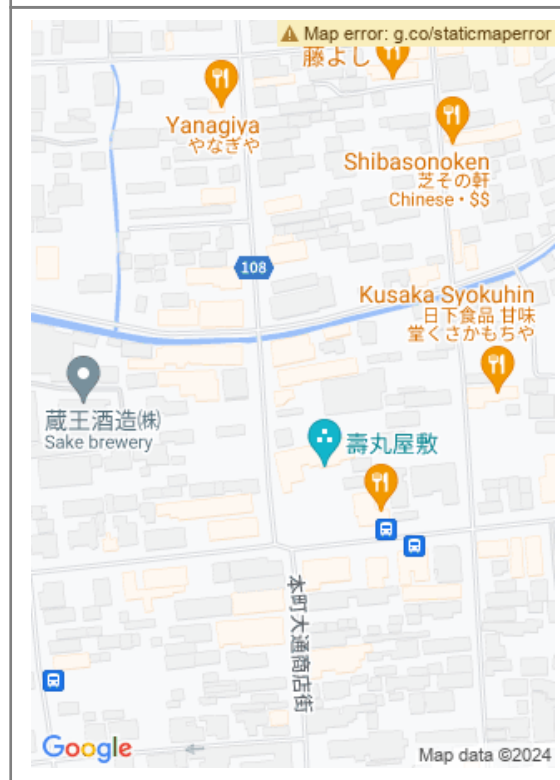 Map error: g.co/staticmaperror
藤よし
Yanagiya
やなぎや
Shibasonoken
芝その軒
Chinese・$$
108
Kusaka Syokuhin
日下食品 甘味
堂くさかもちや
蔵王酒造㈱
Sake brewery
壽丸屋敷
本町大通商店街
Google
Map data ©2024